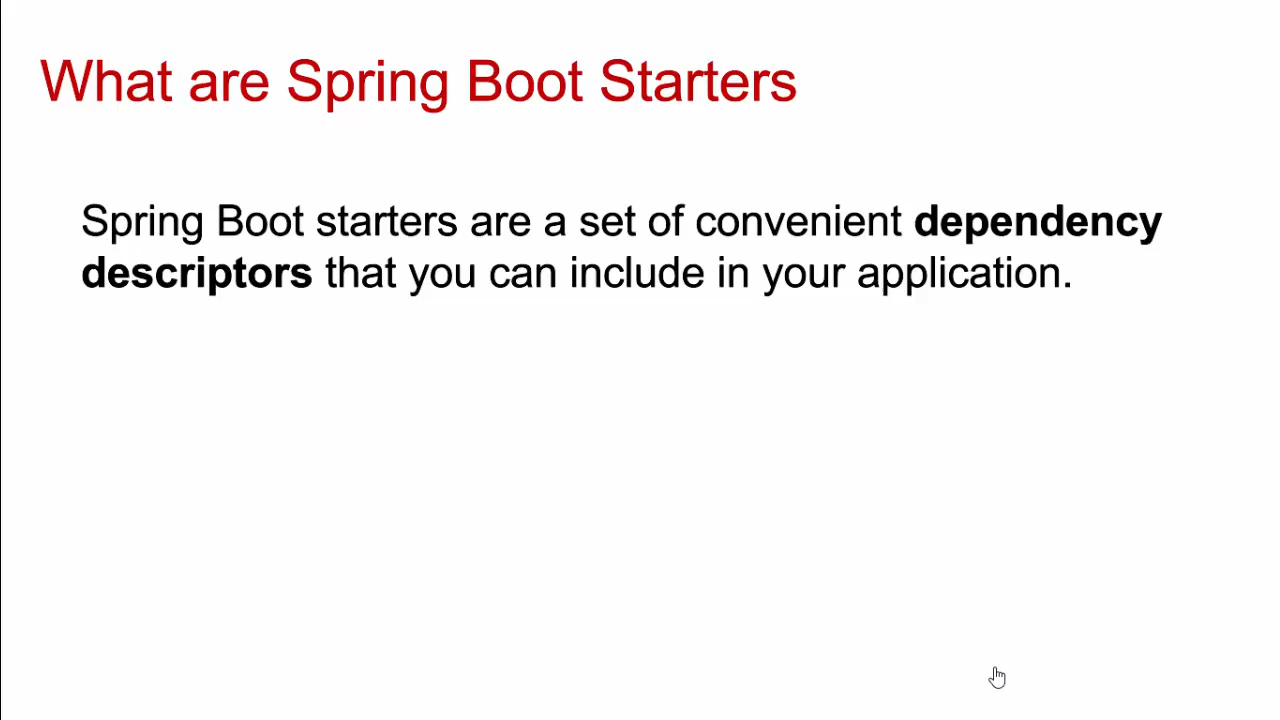 What are Spring Boot Starters
Spring Boot starters are a set of convenient dependency
descriptors that you can include in your application.